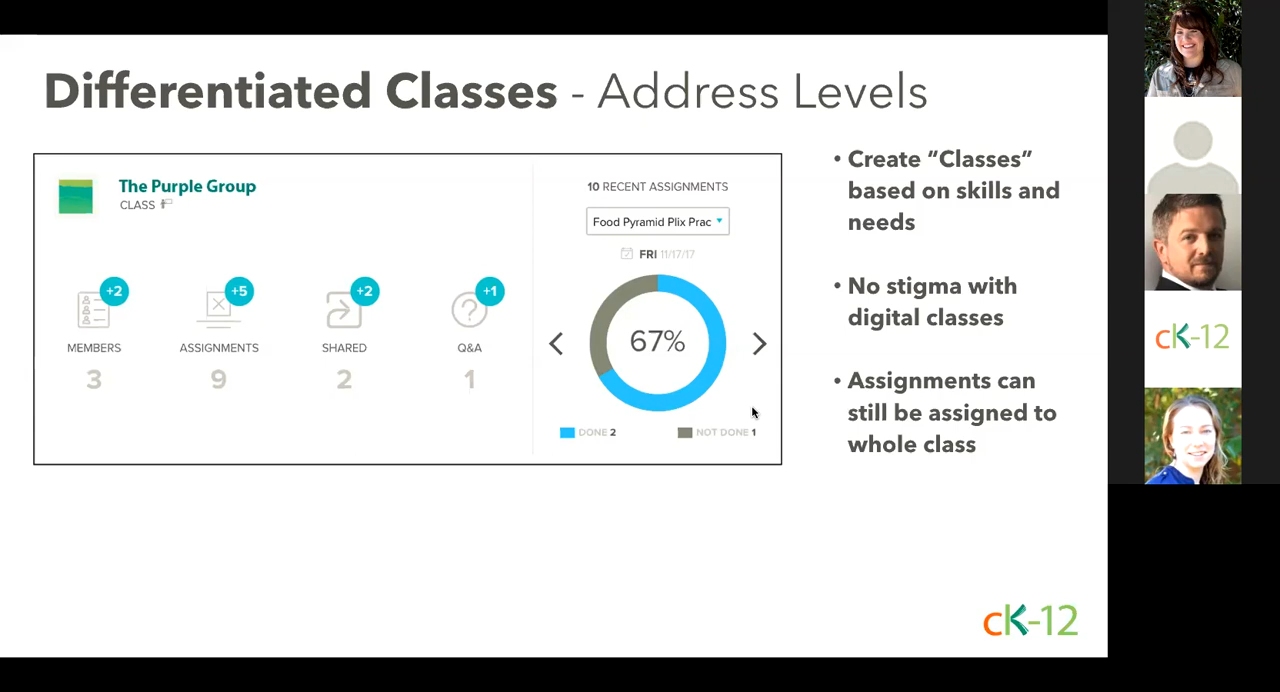 Differentiated Classes - Address Levels
The Purple Group
CLASS
+2
+5
+2
+1
MEMBERS
ASSIGNMENTS
SHARED
Q&A
3
9
2
1
10 RECENT ASSIGNMENTS
Food Pyramid Plix Prac
FRI 11/17/17
67%
DONE 2
NOT DONE 1
• Create “Classes”
based on skills and
needs
• No stigma with
digital classes
• Assignments can
still be assigned to
whole class
cK-12
cK-12